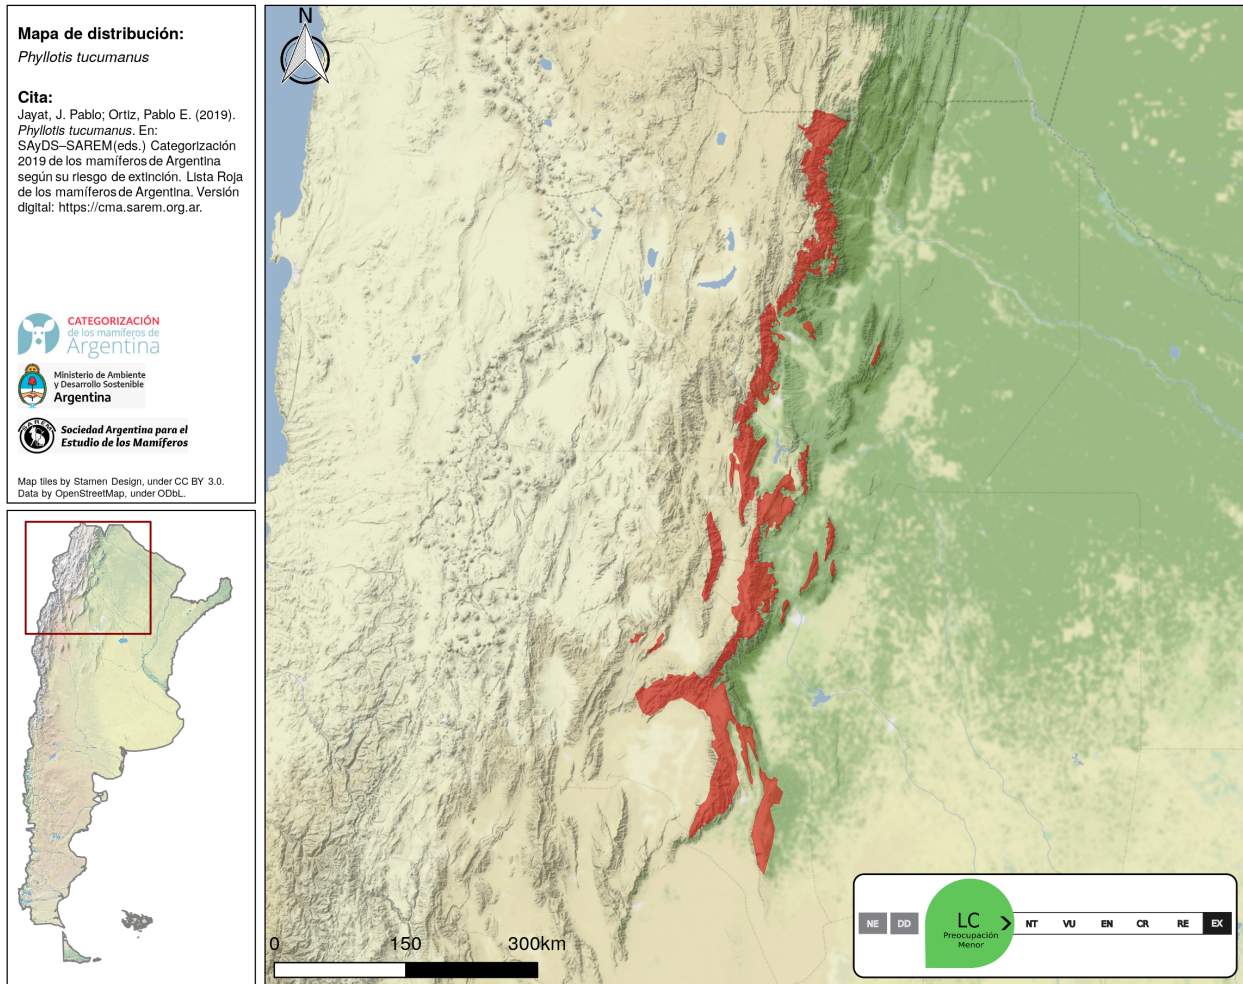 Mapa de distribución:
Phyllotis tucumanus
Cita:
Jayat, J. Pablo; Ortiz, Pablo E. (2019).
Phyllotis tucumanus. En:
SAyDS–SAREM(eds.) Categorización
2019 de los mamíferos de Argentina
según su riesgo de extinción. Lista Roja
de los mamíferos de Argentina. Versión
digital: https://cma.sarem.org.ar.
CATEGORIZACIÓN
de los mamíferos de
Argentina
Ministerio de Ambiente
y Desarrollo Sostenible
Argentina
SAREM
Sociedad Argentina para el
Estudio de los Mamíferos
Map tiles by Stamen Design, under CC BY 3.0.
Data by OpenStreetMap, under ODbL.
N
0 150 300km
NE DD LC NT VU EN CR RE EX
Preocupación
Menor